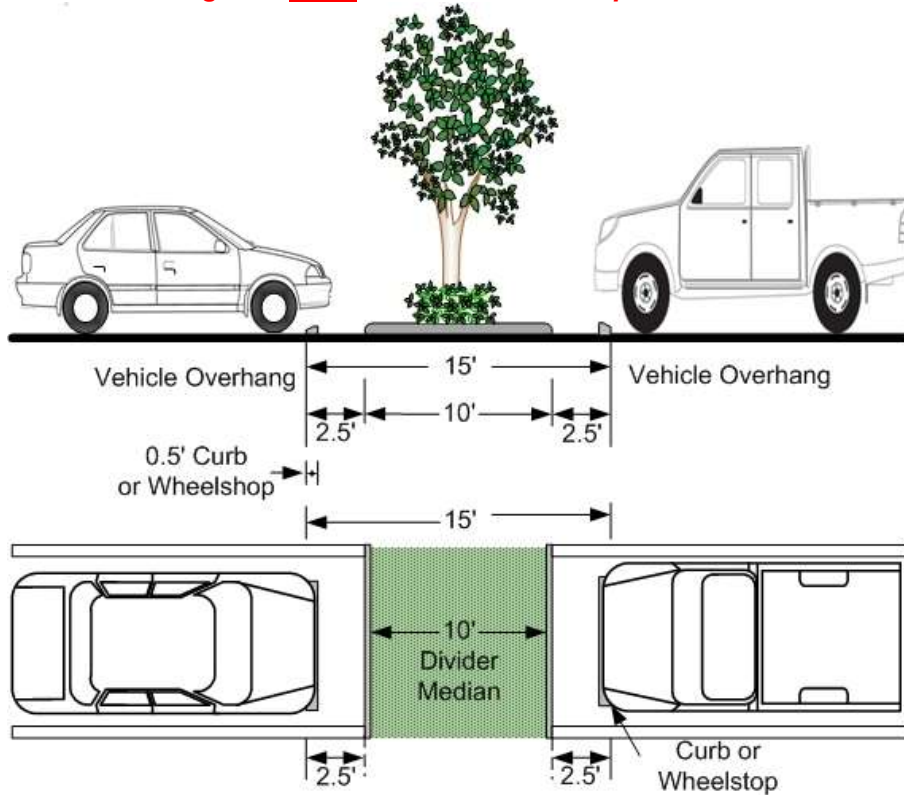 15'
Vehicle Overhang
Vehicle Overhang
10'
2.5'
2.5'
0.5' Curb
or Wheelshop
15'
10'
Divider
Median
2.5'
2.5'
Curb or
Wheelstop